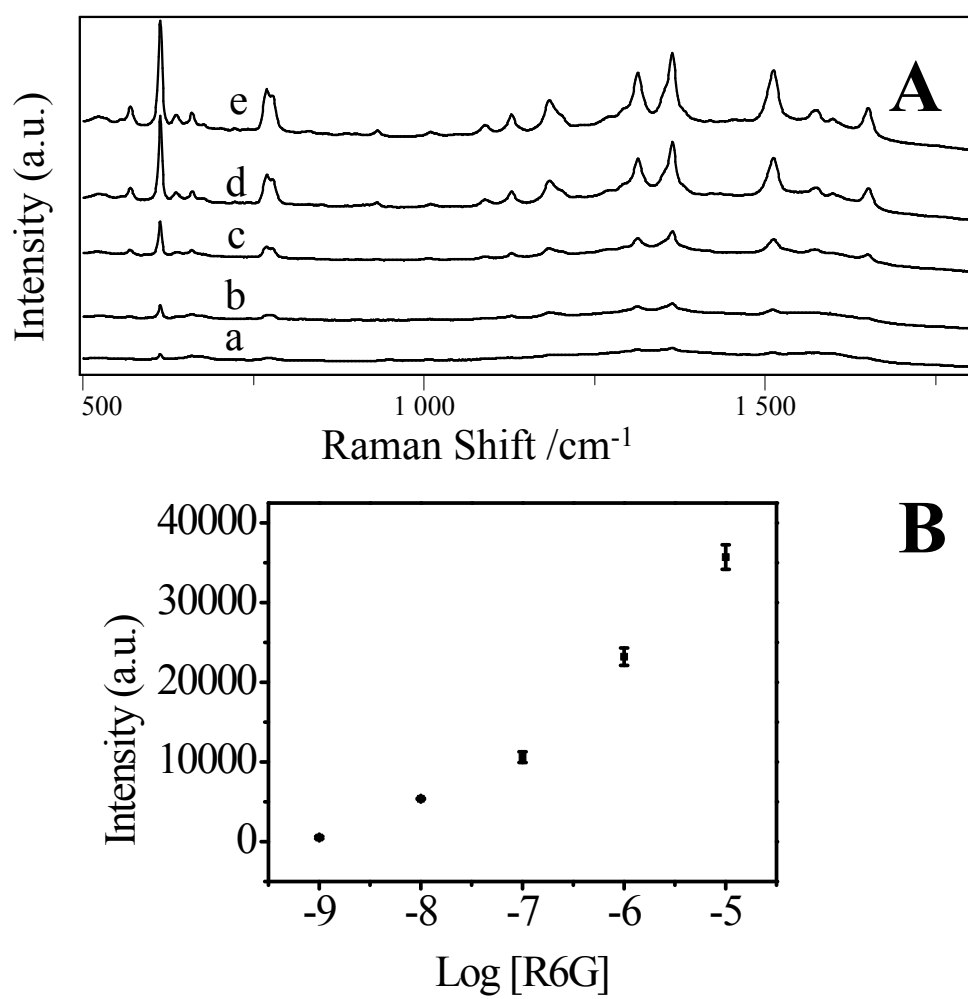 A
Intensity (a.u.)
e
d
c
b
a
500 1 000 1 500
Raman Shift /cm-1
B
Intensity (a.u.)
40000
30000
20000
10000
0
-9 -8 -7 -6 -5
Log [R6G]